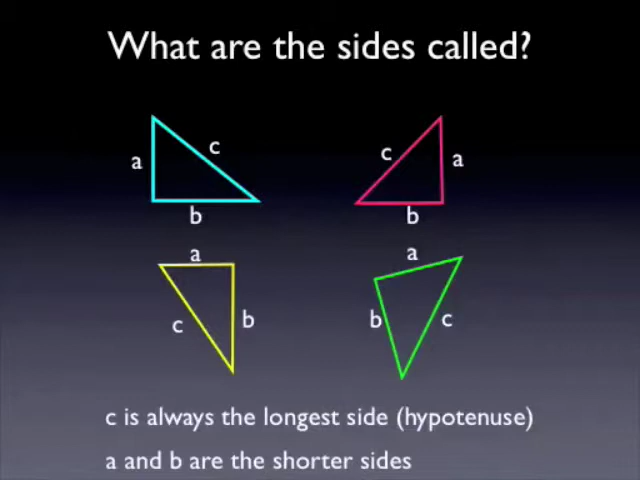 What are the sides called?
a c
b
c a
b
a
c b
a
b c
c is always the longest side (hypotenuse)
a and b are the shorter sides